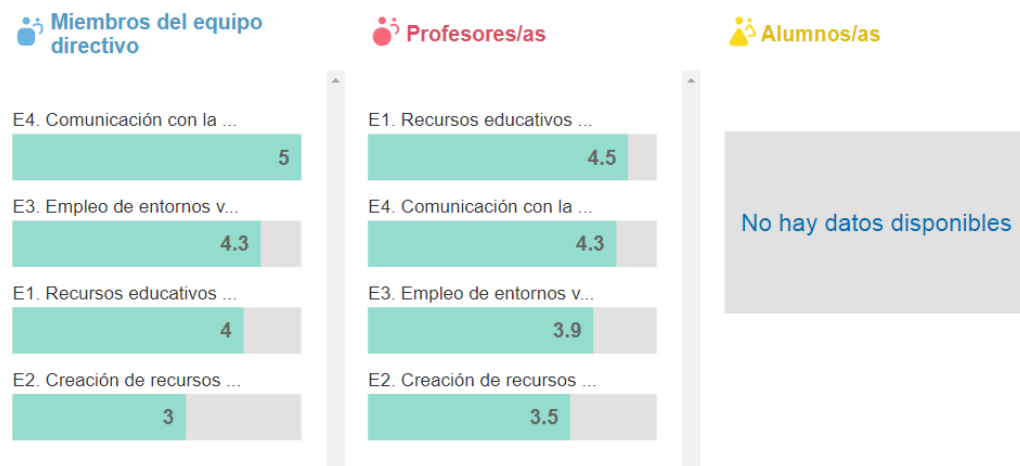 Miembros del equipo
directivo
E4. Comunicación con la ...
5
E3. Empleo de entornos v...
4.3
E1. Recursos educativos ...
4
E2. Creación de recursos ...
3
Profesores/as
E1. Recursos educativos ...
4.5
E4. Comunicación con la ...
4.3
E3. Empleo de entornos v...
3.9
E2. Creación de recursos ...
3.5
Alumnos/as
No hay datos disponibles